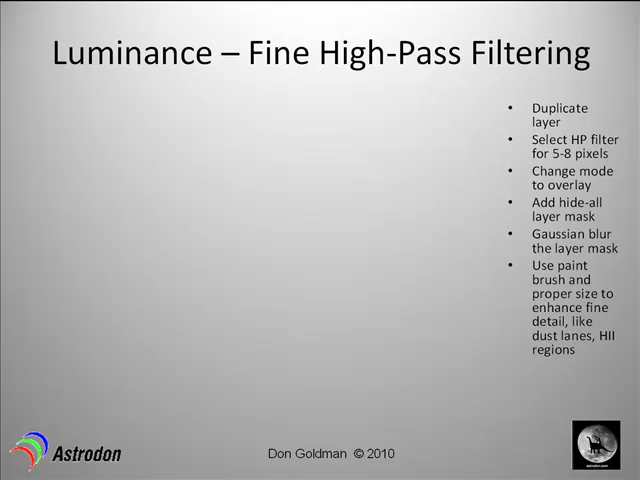 Luminance – Fine High-Pass Filtering
• Duplicate
layer
• Select HP filter
for 5-8 pixels
• Change mode
to overlay
• Add hide-all
layer mask
• Gaussian blur
the layer mask
• Use paint
brush and
proper size to
enhance fine
detail, like
dust lanes, HII
regions
Astrodon
Don Goldman © 2010